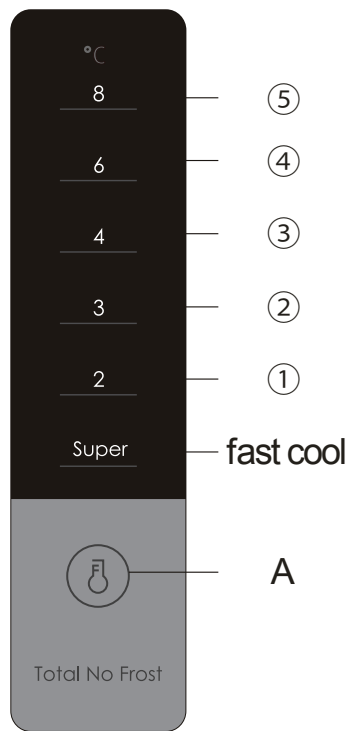 °C
8 ⑤
6 ④
4 ③
3 ②
2 ①
Super fast cool
A
Total No Frost